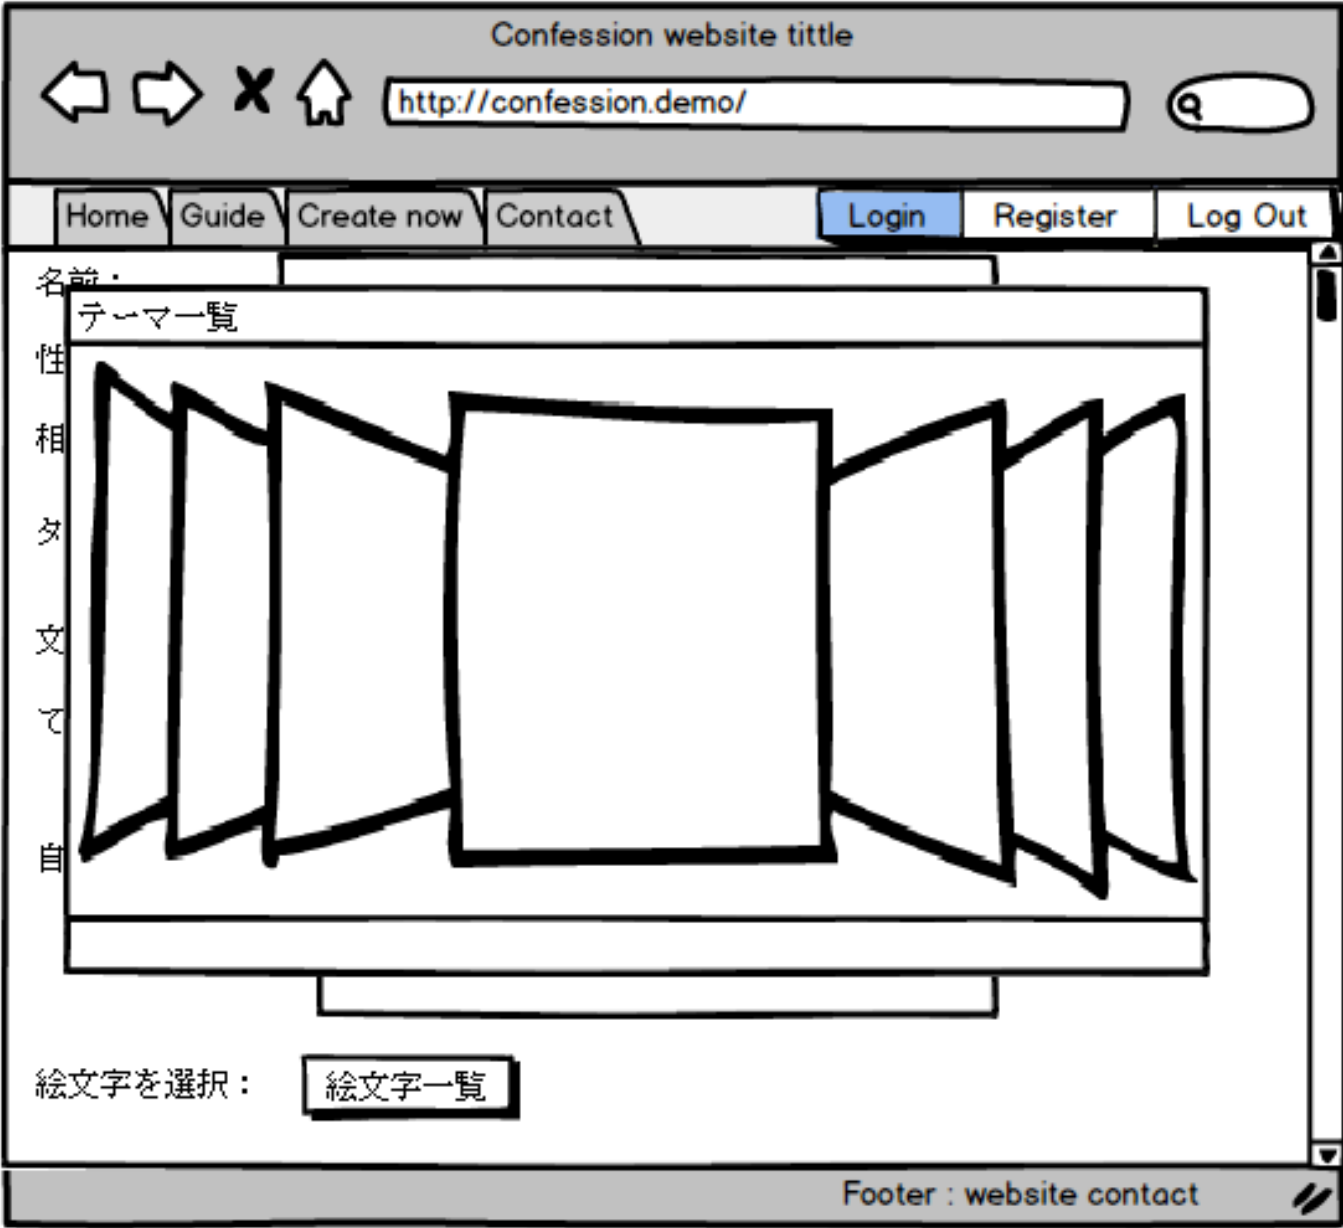 Confession website tittle
http://confession.demo/
Home Guide Create now Contact Login Register Log Out
名前：
テーマ一覧
性
相
タ
文
て
自
絵文字を選択： 絵文字一覧
Footer : website contact